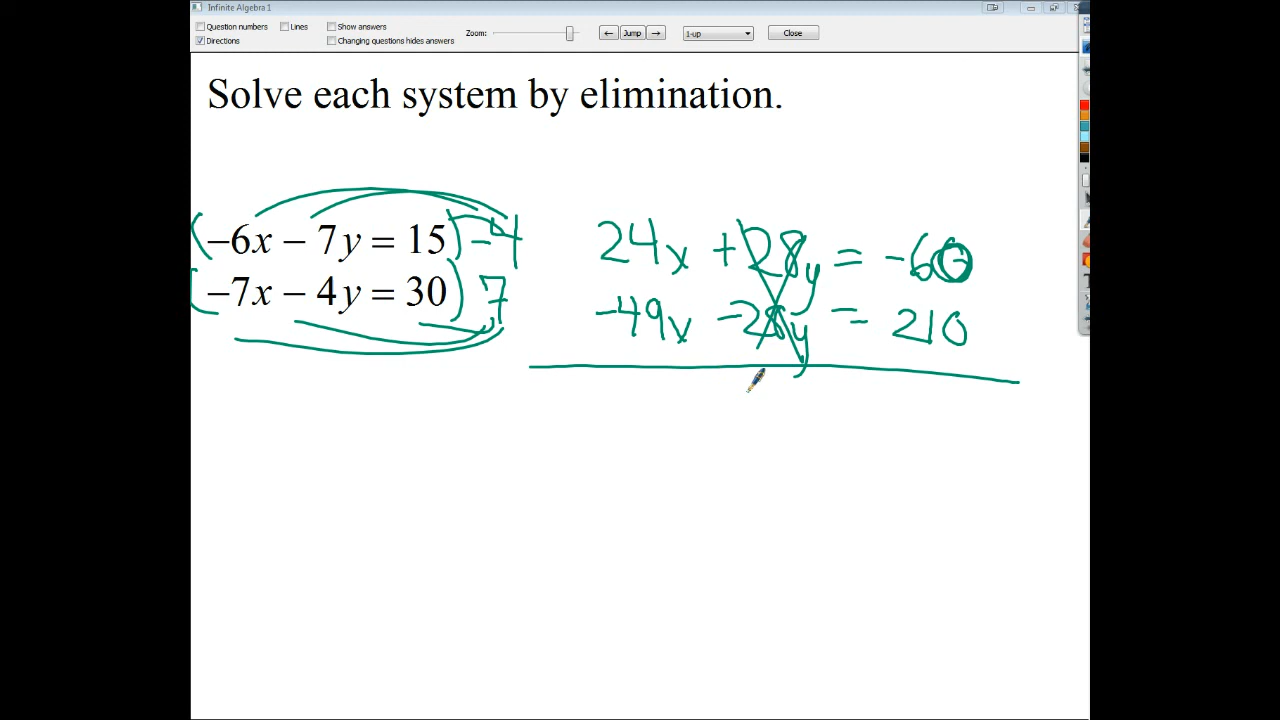 Infinite Algebra 1
Question numbers Lines Show answers
Directions Changing questions hides answers
Zoom: ← Jump → 1-up Close
Solve each system by elimination.
(−6x − 7y = 15) −4 24x + 28y = −60
(−7x − 4y = 30) 7 −49x − 28y = 210